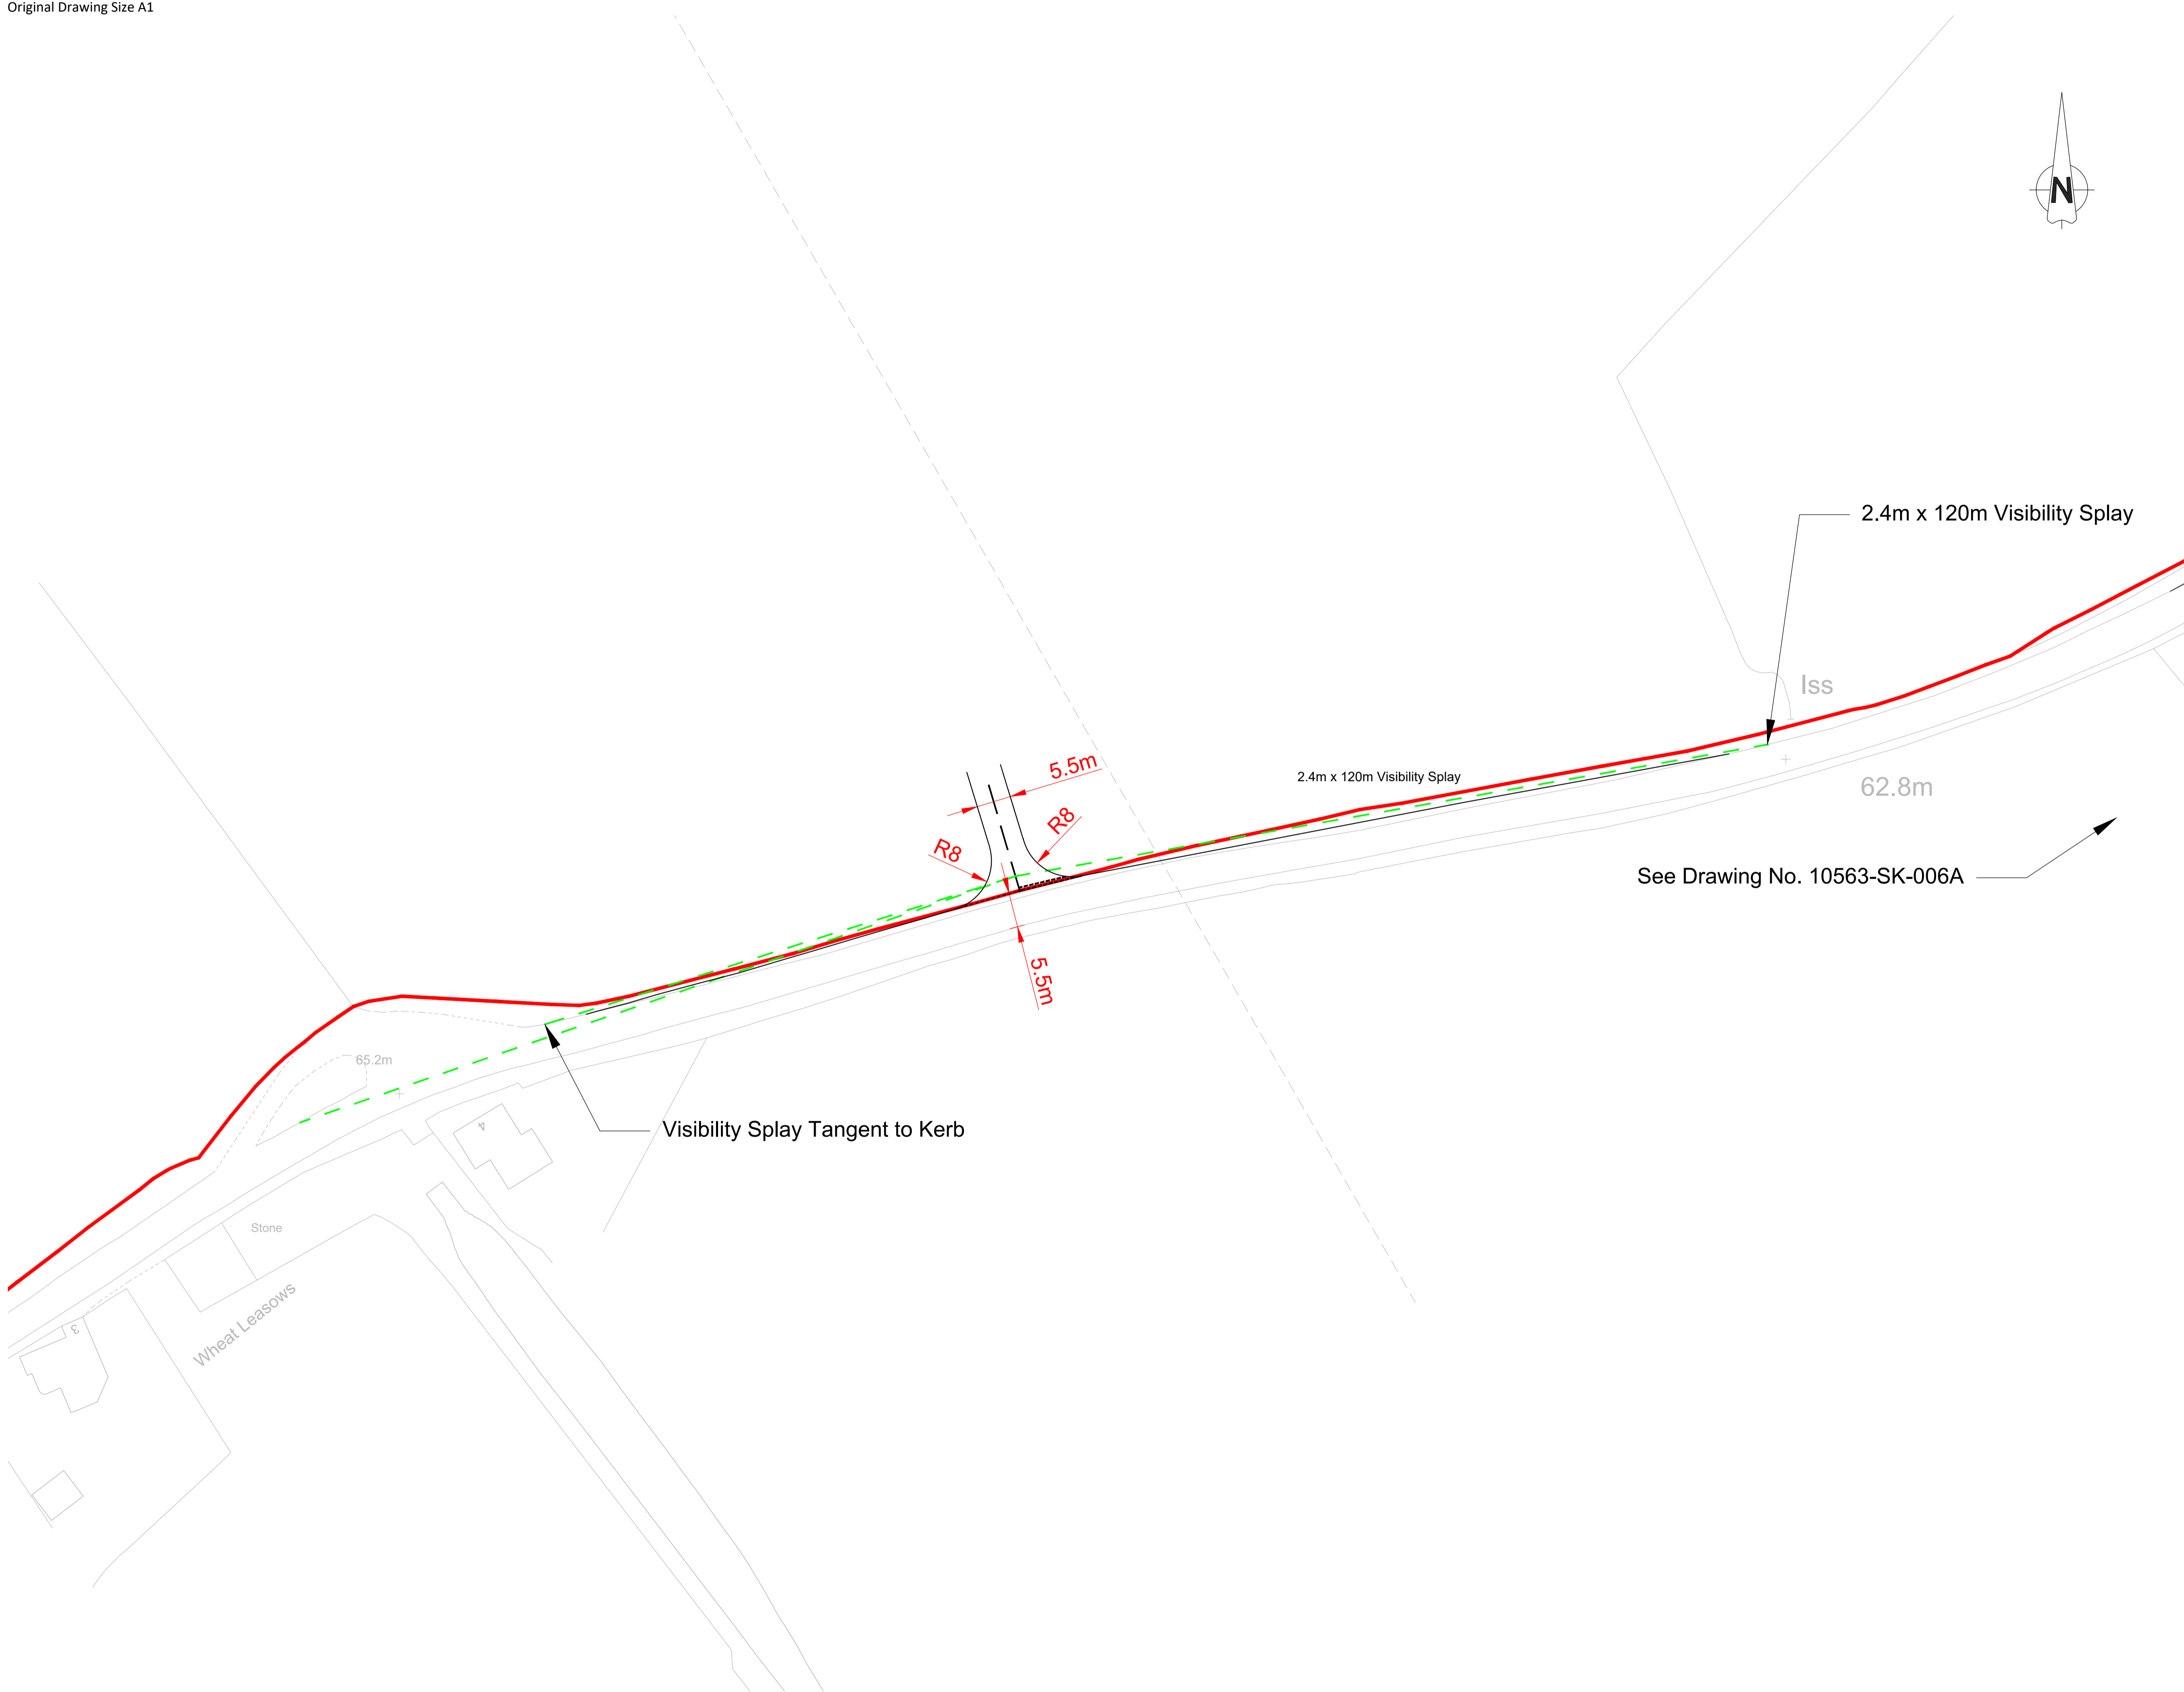 Original Drawing Size A1
N
2.4m x 120m Visibility Splay
Iss
5.5m
2.4m x 120m Visibility Splay
62.8m
R8
R8
See Drawing No. 10563-SK-006A
5.5m
65.2m
4
Visibility Splay Tangent to Kerb
Stone
Wheat Leasows
3